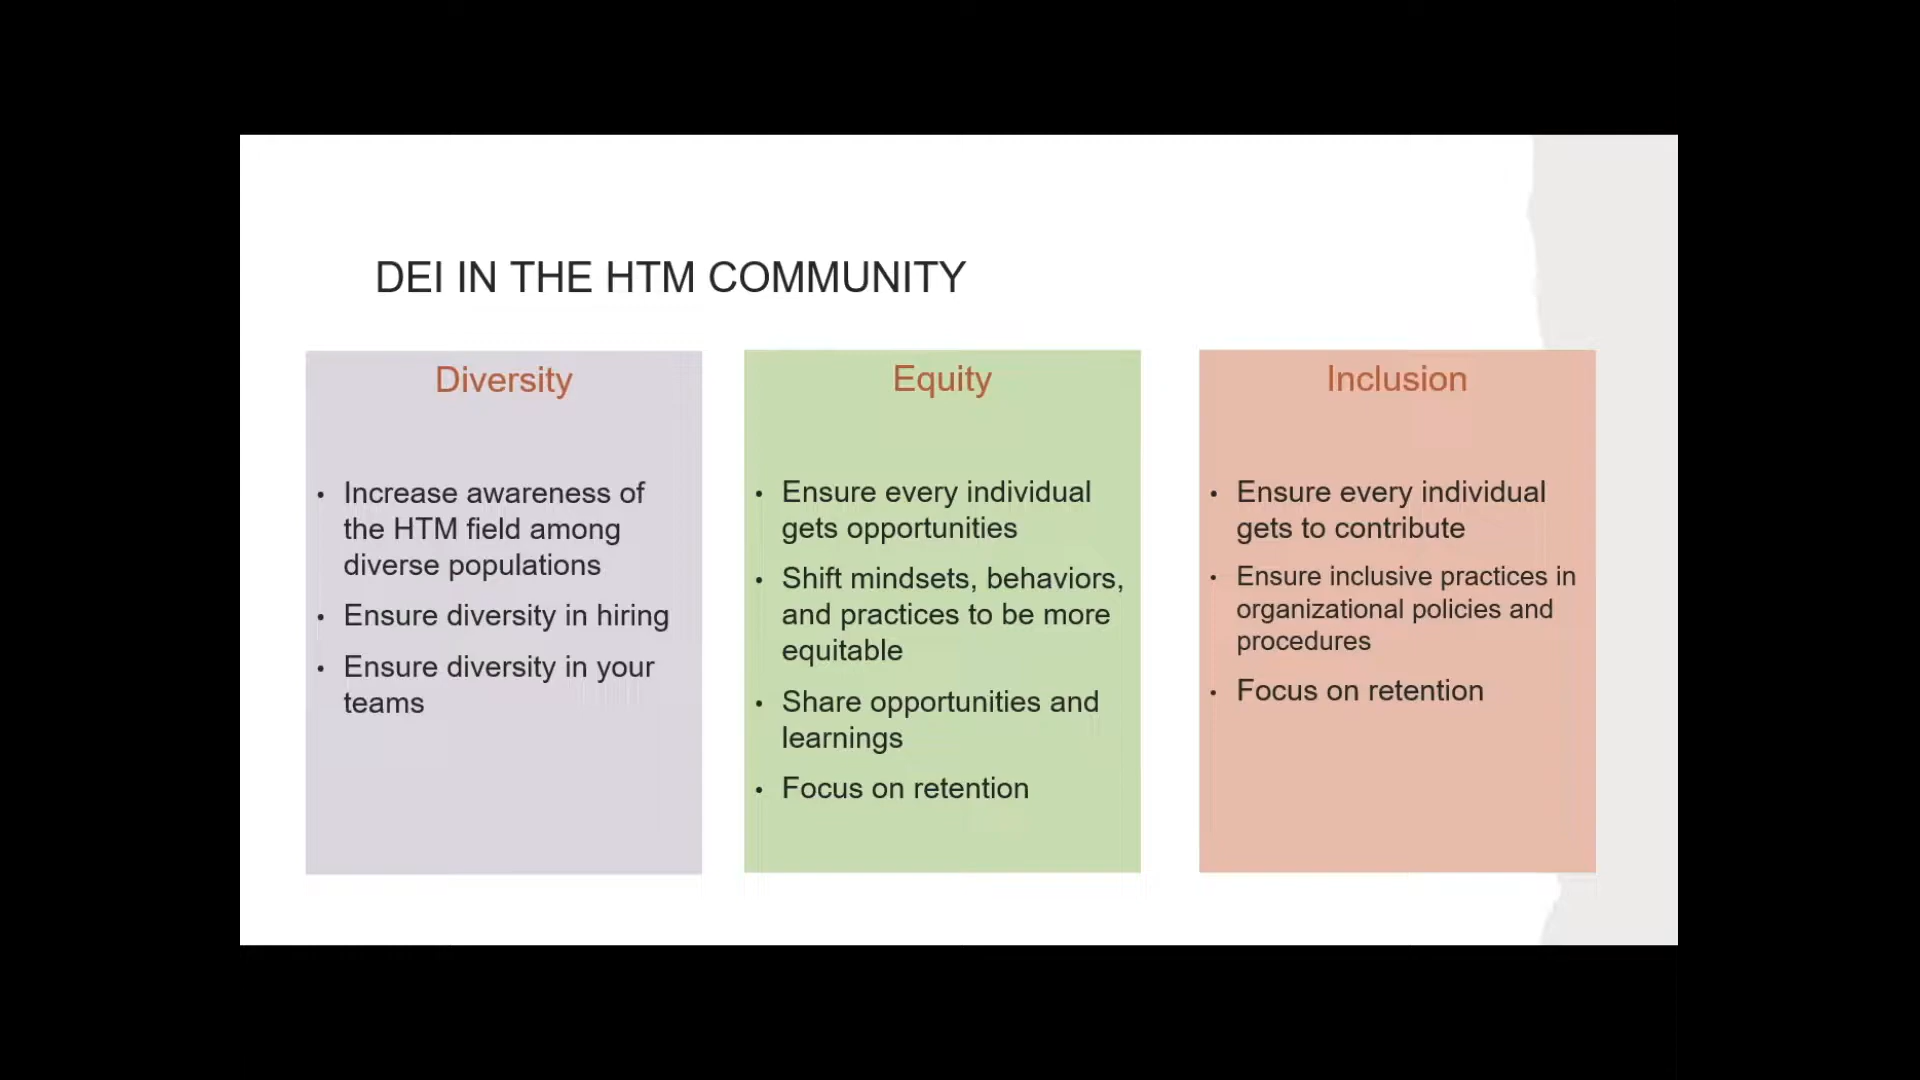 DEI IN THE HTM COMMUNITY
Diversity
• Increase awareness of
the HTM field among
diverse populations
• Ensure diversity in hiring
• Ensure diversity in your
teams
Equity
• Ensure every individual
gets opportunities
• Shift mindsets, behaviors,
and practices to be more
equitable
• Share opportunities and
learnings
• Focus on retention
Inclusion
• Ensure every individual
gets to contribute
• Ensure inclusive practices in
organizational policies and
procedures
• Focus on retention